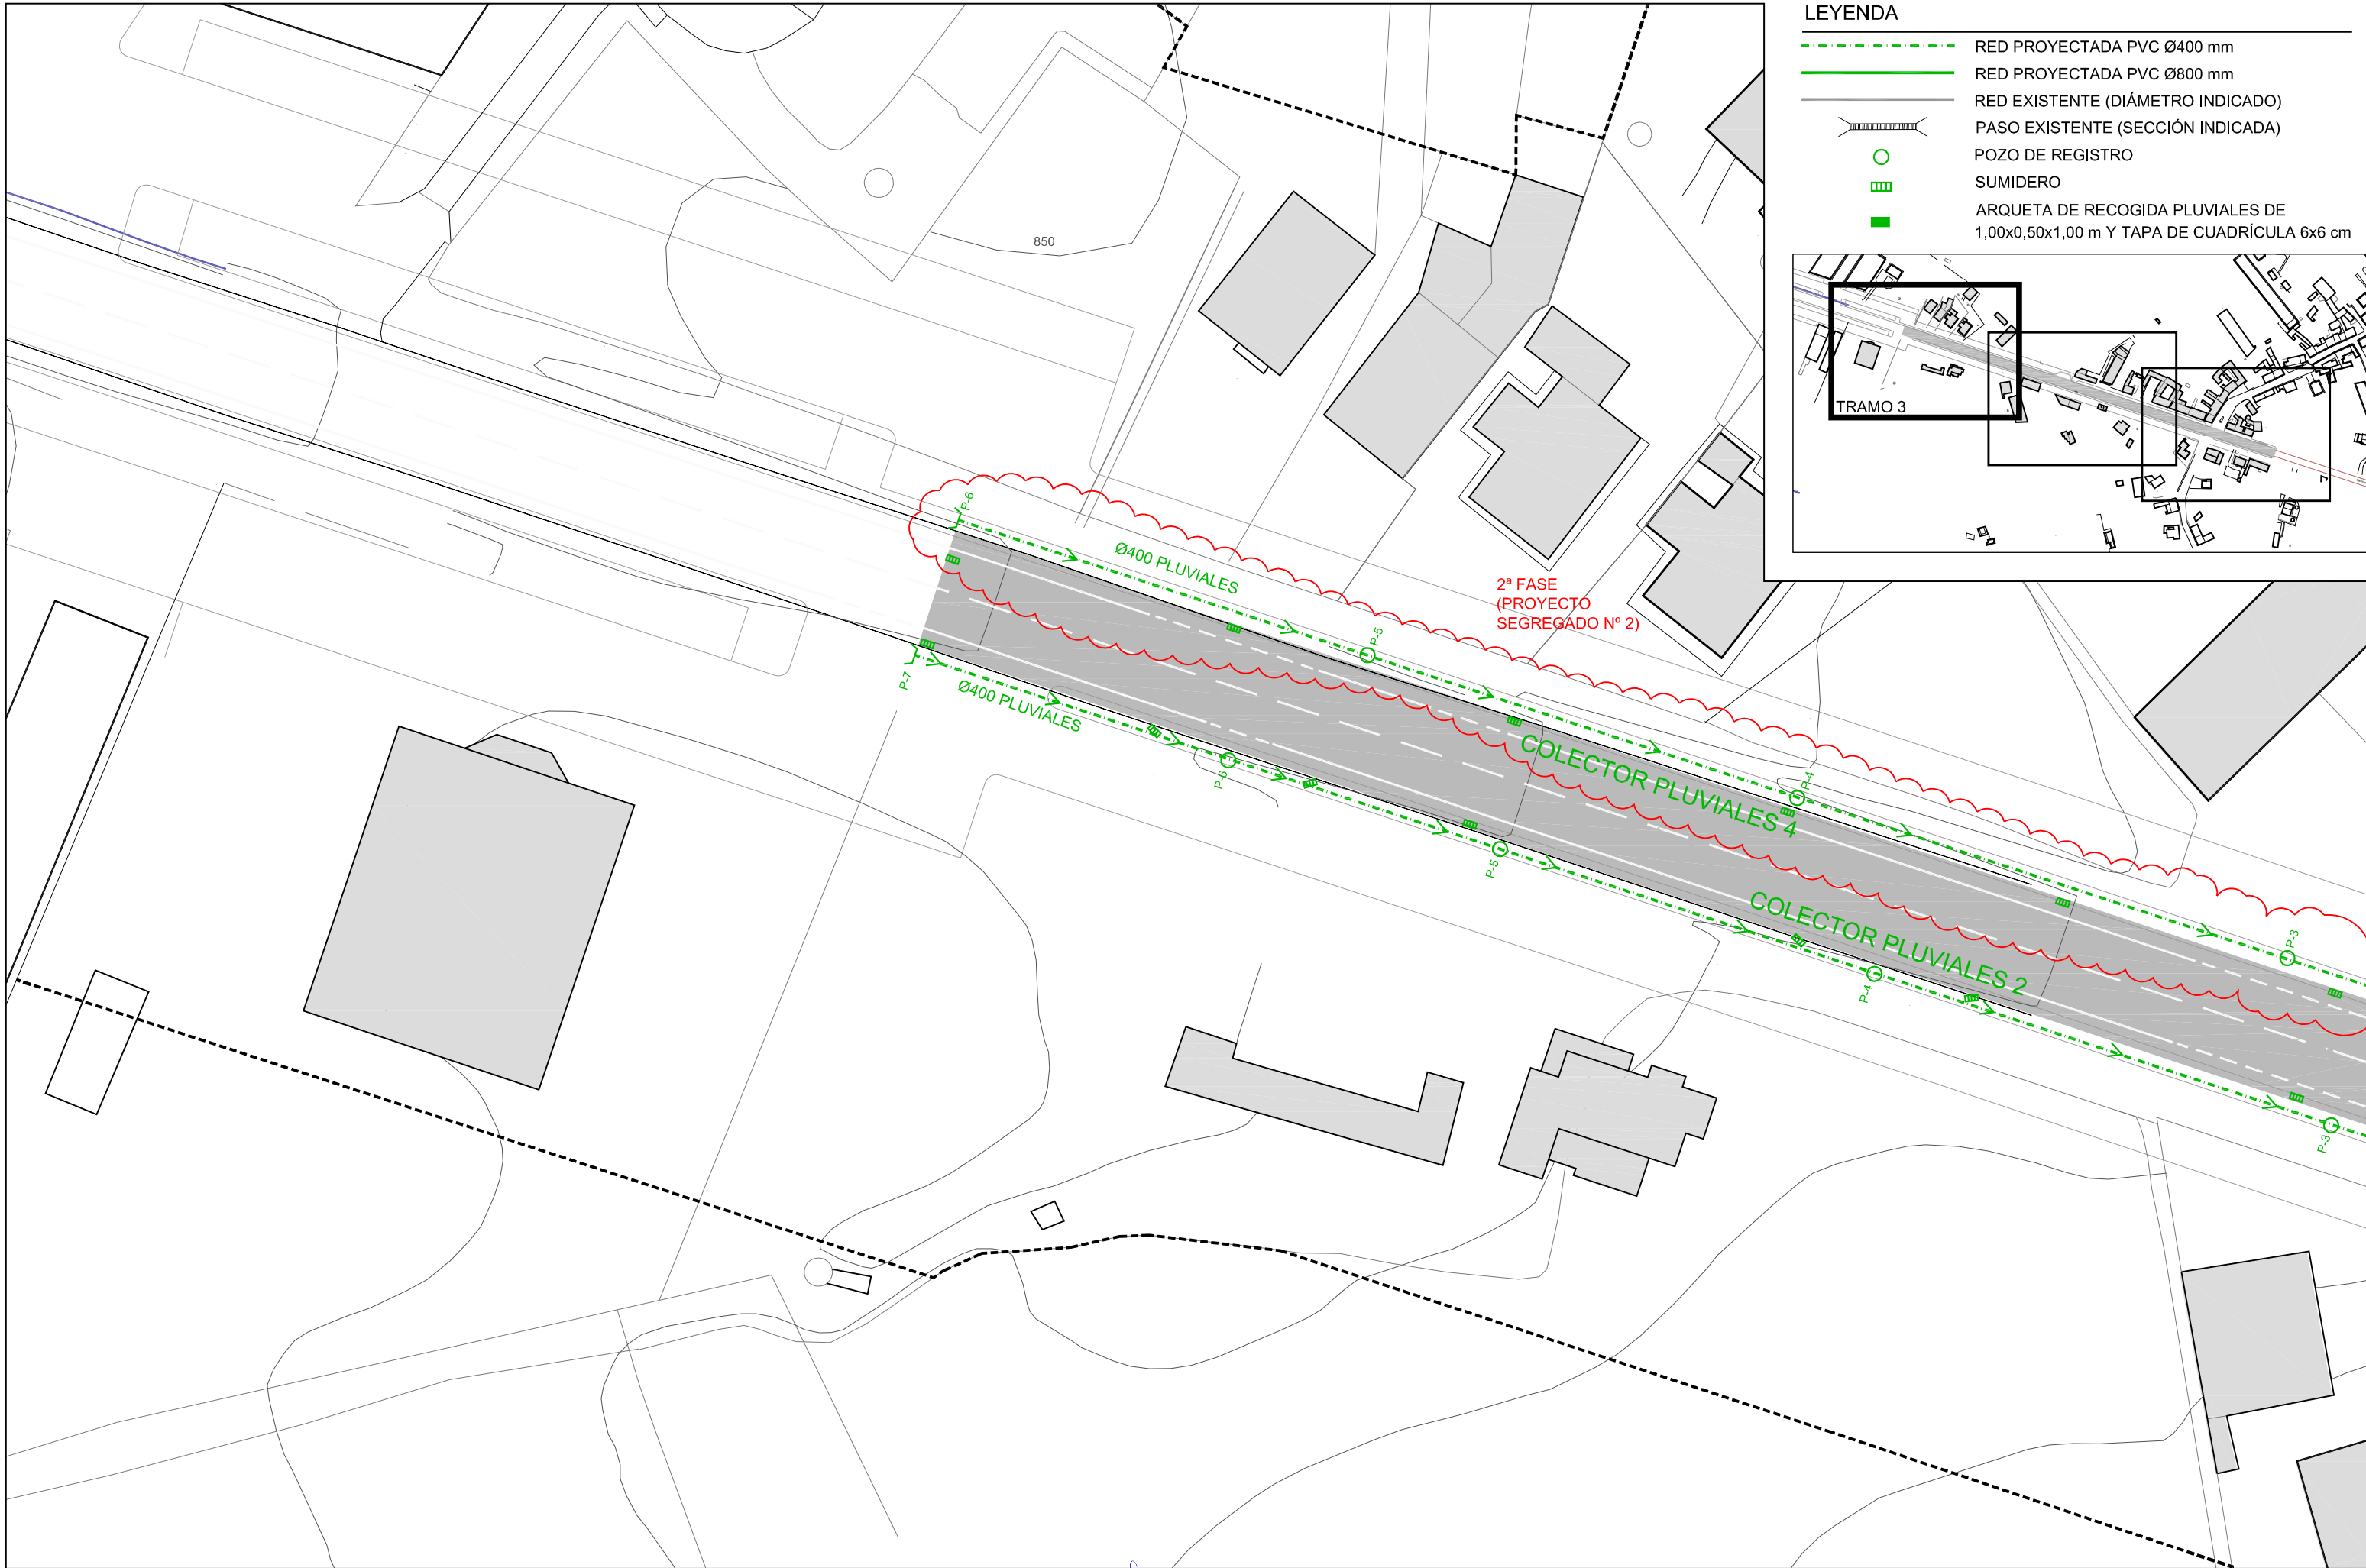 LEYENDA
RED PROYECTADA PVC Ø400 mm
RED PROYECTADA PVC Ø800 mm
RED EXISTENTE (DIÁMETRO INDICADO)
PASO EXISTENTE (SECCIÓN INDICADA)
POZO DE REGISTRO
SUMIDERO
ARQUETA DE RECOGIDA PLUVIALES DE
1,00x0,50x1,00 m Y TAPA DE CUADRÍCULA 6x6 cm
TRAMO 3
850
P-6
Ø400 PLUVIALES
2ª FASE
(PROYECTO
SEGREGADO Nº 2)
P-5
P-7
Ø400 PLUVIALES
COLECTOR PLUVIALES 4
P-4
P-6
P-5
COLECTOR PLUVIALES 2
P-3
P-4
P-3